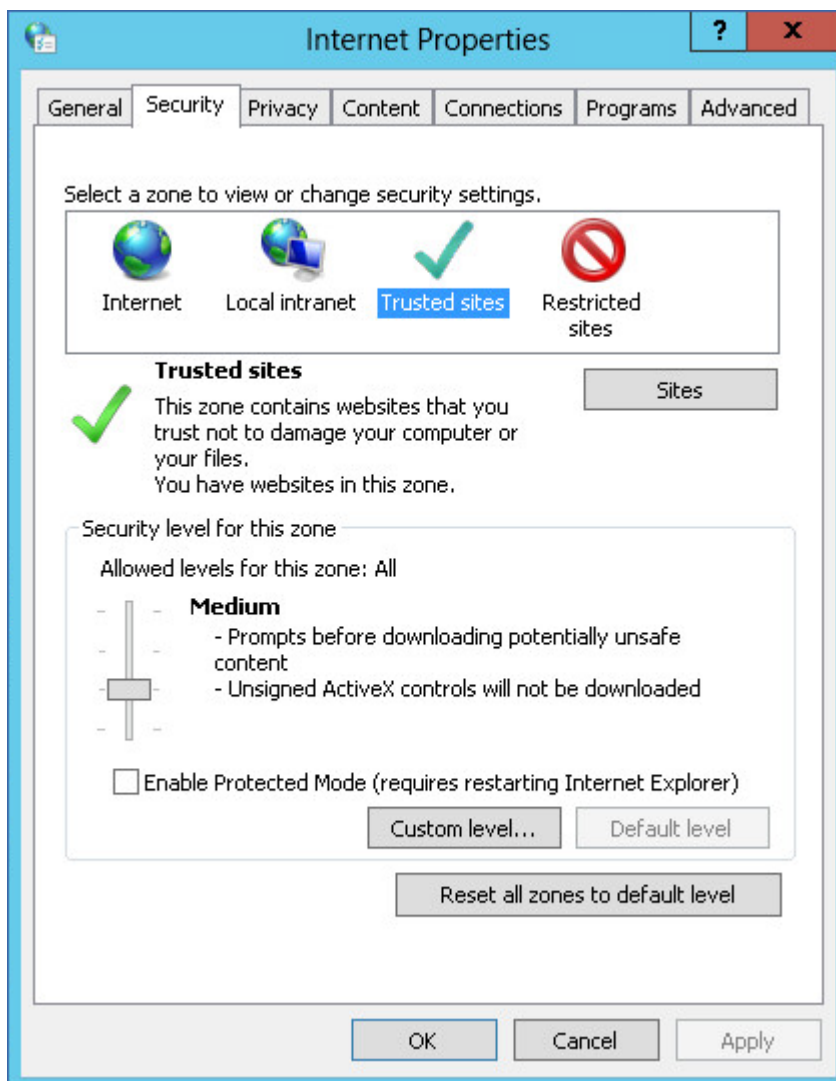 Internet Properties
? x
General Security Privacy Content Connections Programs Advanced
Select a zone to view or change security settings.
Internet Local intranet Trusted sites Restricted
sites
Trusted sites
Sites
This zone contains websites that you
trust not to damage your computer or
your files.
You have websites in this zone.
Security level for this zone
Allowed levels for this zone: All
Medium
- Prompts before downloading potentially unsafe
content
- Unsigned ActiveX controls will not be downloaded
Enable Protected Mode (requires restarting Internet Explorer)
Custom level... Default level
Reset all zones to default level
OK Cancel Apply